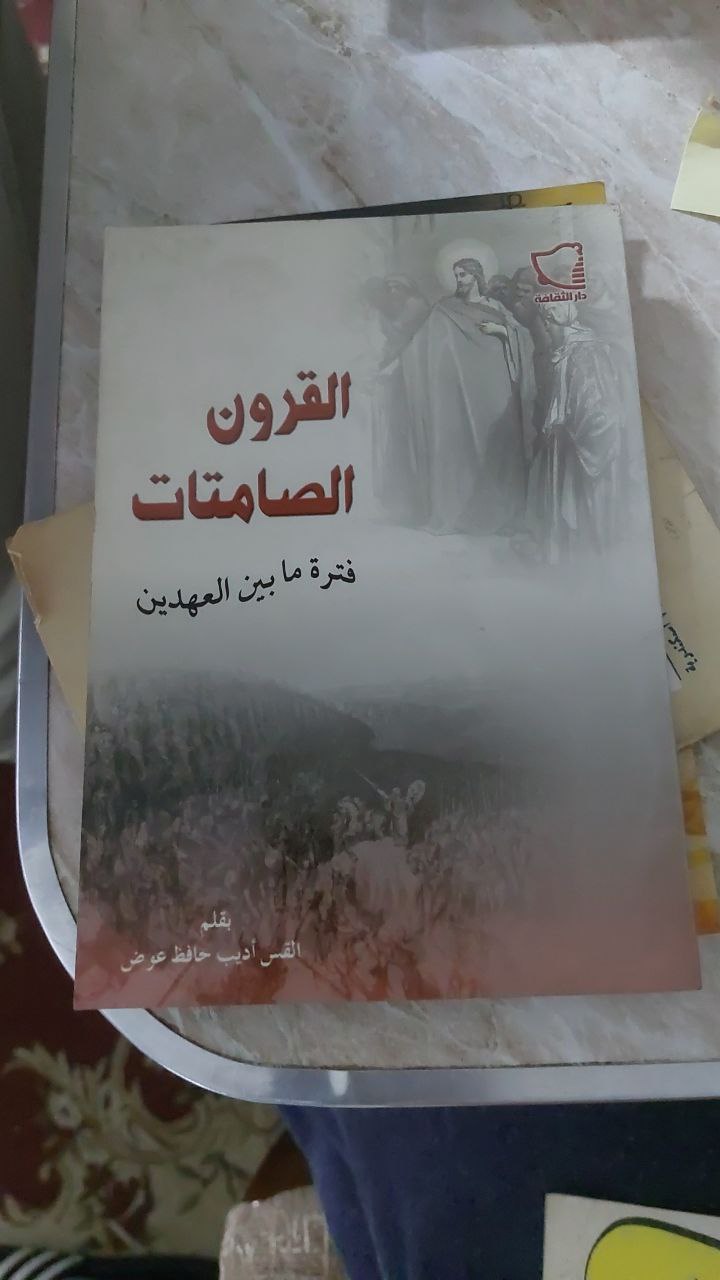 دار الثقافة
القرون
الصامتات
فترة ما بين العهدين
بقلم
القس أديب حافظ عوض